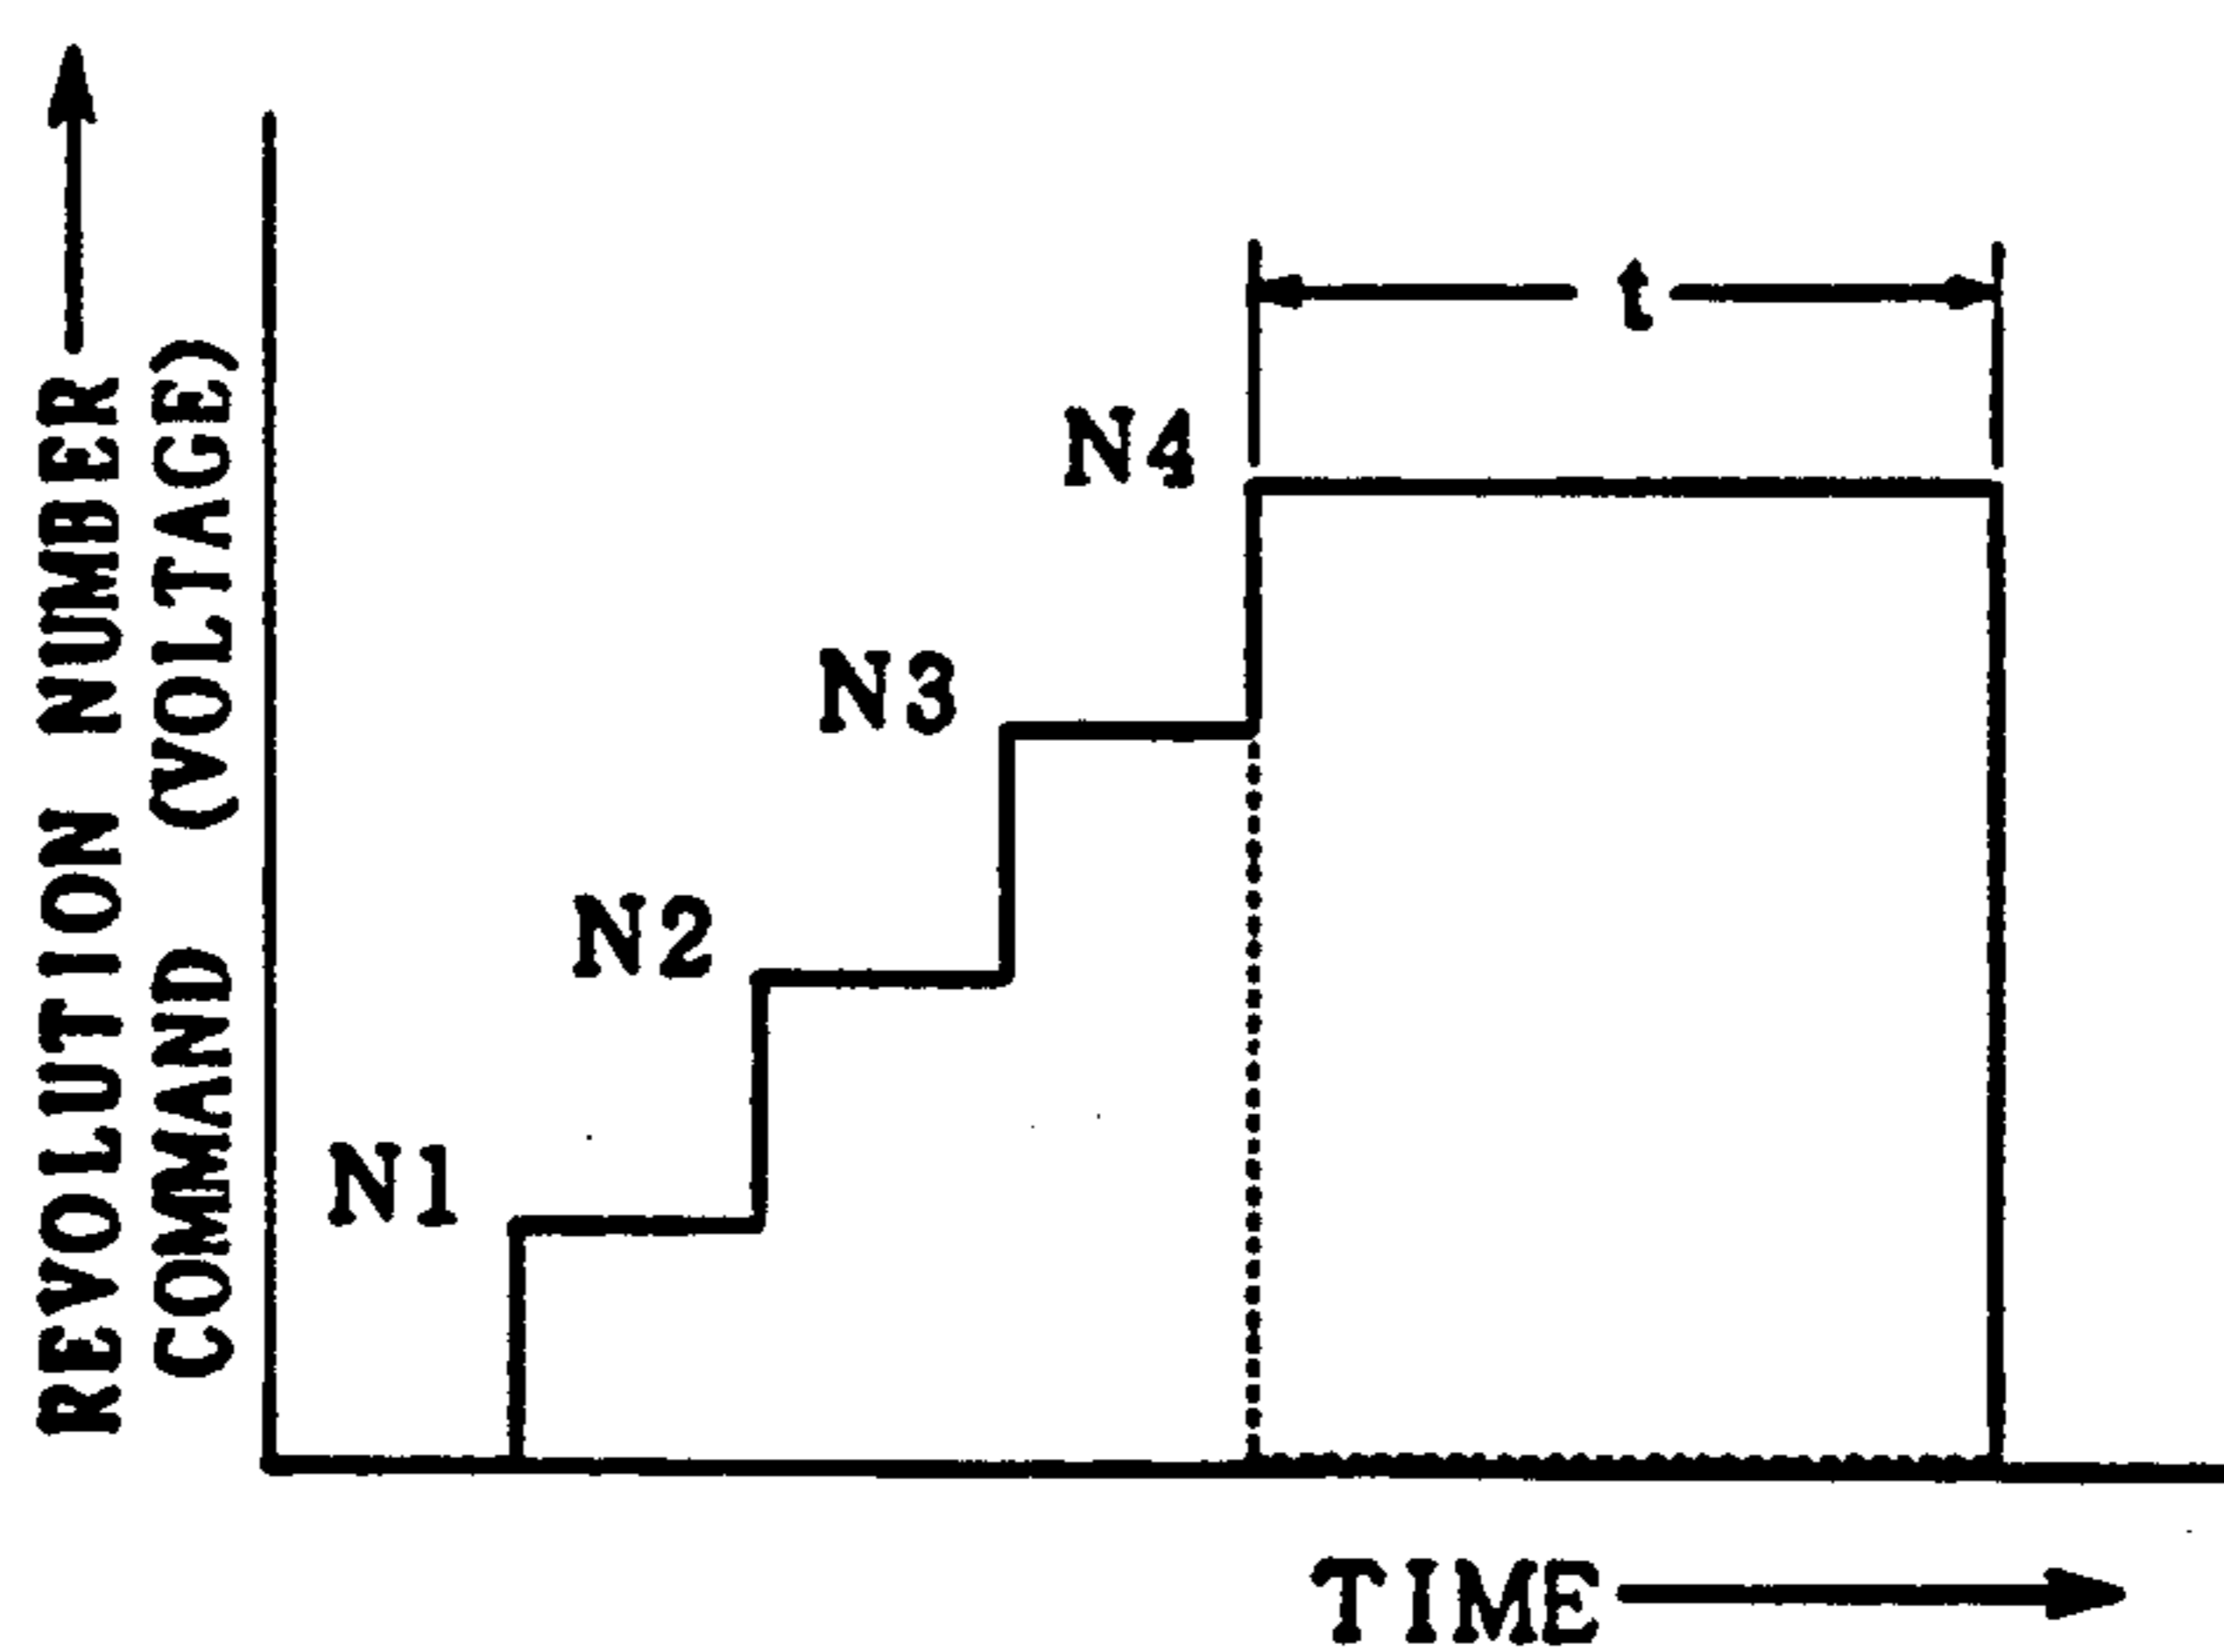 REVOLUTION NUMBER
COMMAND (VOLTAGE)
t
N4
N3
N2
N1
TIME